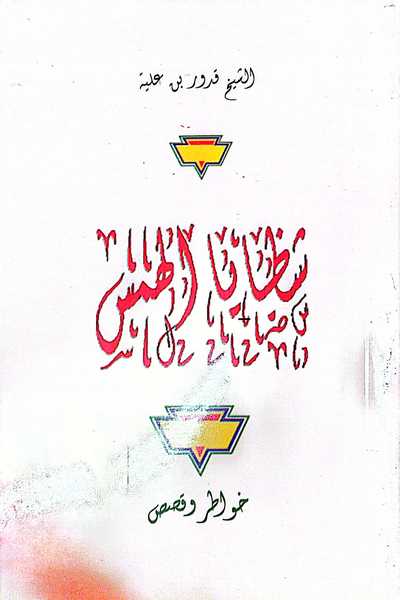 الشيخ قدور بن علية
شظايا الهمس
خواطر وقصص